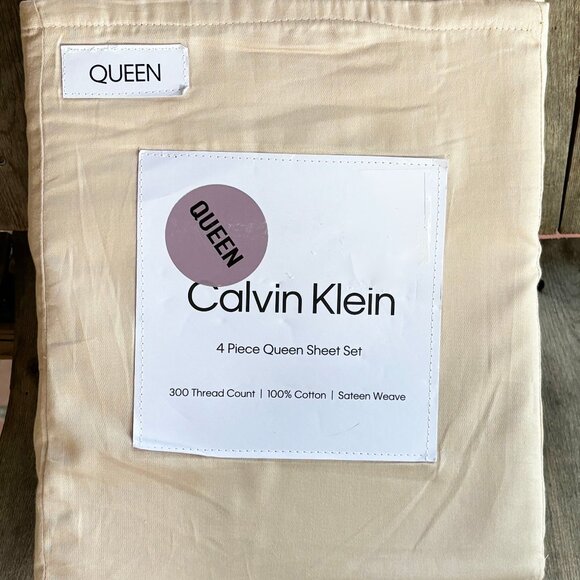 QUEEN
QUEEN
Calvin Klein
4 Piece Queen Sheet Set
300 Thread Count | 100% Cotton | Sateen Weave